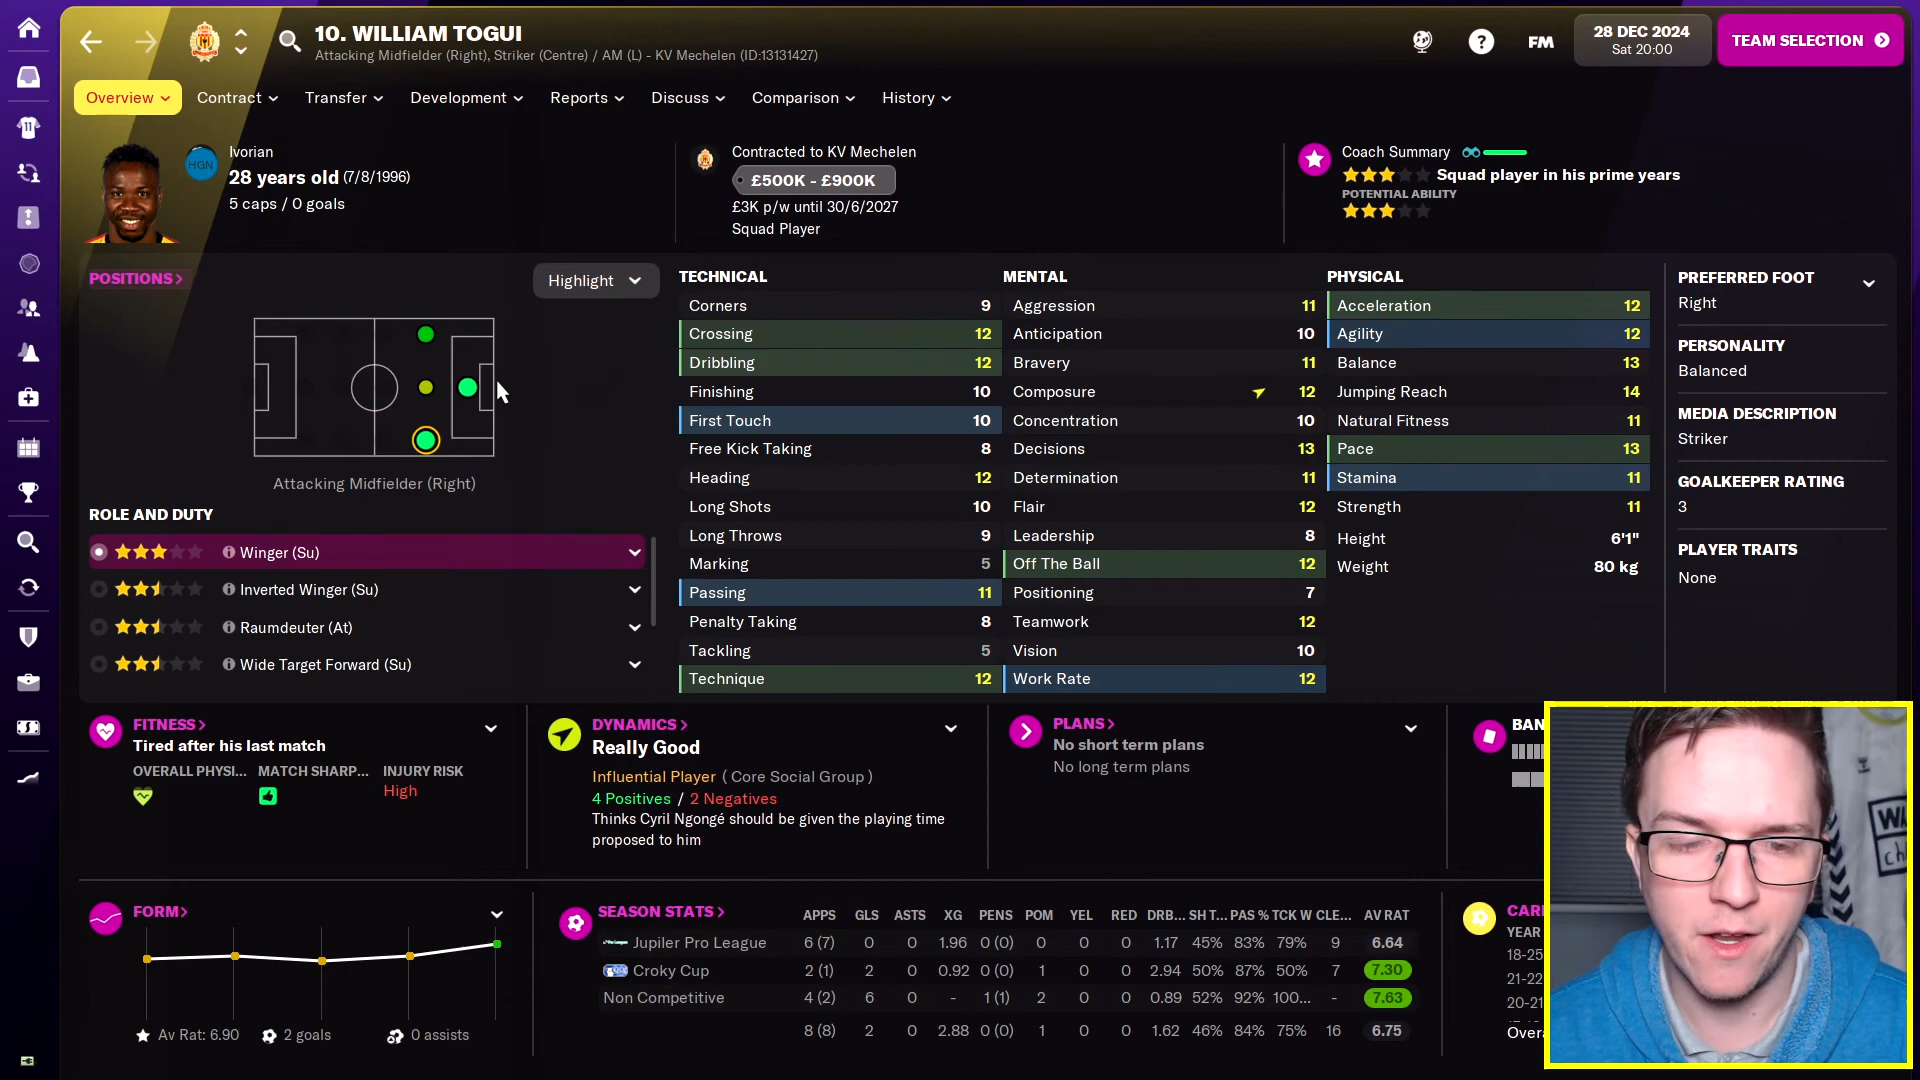 10. WILLIAM TOGUI
Attacking Midfielder (Right), Striker (Centre) / AM (L) - KV Mechelen (ID:13131427)
FM
28 DEC 2024
Sat 20:00
TEAM SELECTION
Overview
Contract
Transfer
Development
Reports
Discuss
Comparison
History
HGN
Ivorian
28 years old (7/8/1996)
5 caps / 0 goals
Contracted to KV Mechelen
£500K - £900K
£3K p/w until 30/6/2027
Squad Player
Coach Summary
Squad player in his prime years
POTENTIAL ABILITY
POSITIONS>
Highlight
Attacking Midfielder (Right)
ROLE AND DUTY
Winger (Su)
Inverted Winger (Su)
Raumdeuter (At)
Wide Target Forward (Su)
TECHNICAL
Corners 9
Crossing 12
Dribbling 12
Finishing 10
First Touch 10
Free Kick Taking 8
Heading 12
Long Shots 10
Long Throws 9
Marking 5
Passing 11
Penalty Taking 8
Tackling 5
Technique 12
MENTAL
Aggression 11
Anticipation 10
Bravery 11
Composure 12
Concentration 10
Decisions 13
Determination 11
Flair 12
Leadership 8
Off The Ball 12
Positioning 7
Teamwork 12
Vision 10
Work Rate 12
PHYSICAL
Acceleration 12
Agility 12
Balance 13
Jumping Reach 14
Natural Fitness 11
Pace 13
Stamina 11
Strength 11
Height 6'1"
Weight 80 kg
PREFERRED FOOT
Right
PERSONALITY
Balanced
MEDIA DESCRIPTION
Striker
GOALKEEPER RATING
3
PLAYER TRAITS
None
FITNESS>
Tired after his last match
OVERALL PHYSI... MATCH SHARP... INJURY RISK
High
DYNAMICS>
Really Good
Influential Player ( Core Social Group )
4 Positives / 2 Negatives
Thinks Cyril Ngongé should be given the playing time
proposed to him
PLANS>
No short term plans
No long term plans
BAN
FORM>
Av Rat: 6.90 2 goals 0 assists
SEASON STATS> APPS GLS ASTS XG PENS POM YEL RED DRB... SH T... PAS % TCK W CLE... AV RAT
Jupiler Pro League 6 (7) 0 0 1.96 0 (0) 0 0 0 1.17 45% 83% 79% 9 6.64
Croky Cup 2 (1) 2 0 0.92 0 (0) 1 0 0 2.94 50% 87% 50% 7 7.30
Non Competitive 4 (2) 6 0 - 1 (1) 2 0 0 0.89 52% 92% 100... - 7.63
8 (8) 2 0 2.88 0 (0) 1 0 0 1.62 46% 84% 75% 16 6.75
CAR
YEAR
18-25
21-22
20-21
Overa